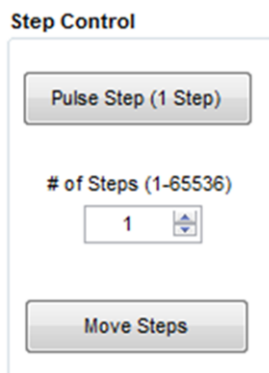 Step Control
Pulse Step (1 Step)
# of Steps (1-65536)
1
Move Steps